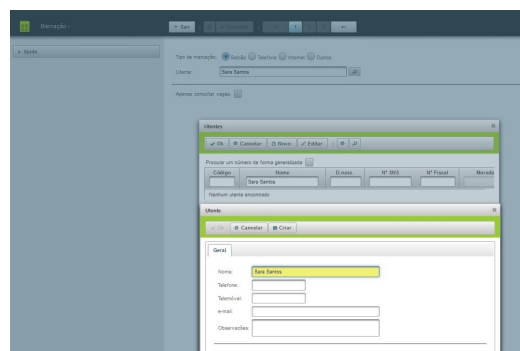 Marcação -
Sair
1
Ajuda
Tipo de marcação: Balcão Telefone Internet Outros
Utente: Sara Santos
Apenas consultar vagas
Utentes
Ok Cancelar Novo Editar
Procurar um número de forma generalizada
Código Nome D.nasc. Nº SNS Nº Fiscal Morada
Sara Santos
Nenhum utente encontrado
Utente
Ok Cancelar Criar
Geral
Nome: Sara Santos
Telefone:
Telemóvel:
e-mail:
Observações: